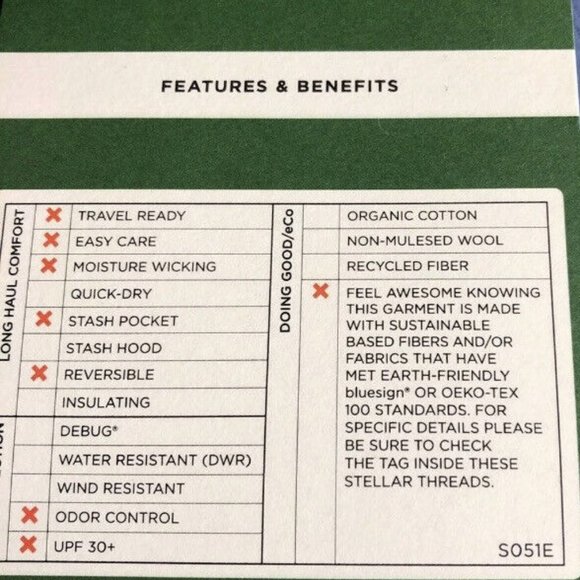 FEATURES & BENEFITS
LONG HAUL COMFORT
TRAVEL READY
EASY CARE
MOISTURE WICKING
QUICK-DRY
STASH POCKET
STASH HOOD
REVERSIBLE
INSULATING
DEBUG®
WATER RESISTANT (DWR)
WIND RESISTANT
ODOR CONTROL
UPF 30+
DOING GOOD/eCo
ORGANIC COTTON
NON-MULESED WOOL
RECYCLED FIBER
FEEL AWESOME KNOWING
THIS GARMENT IS MADE
WITH SUSTAINABLE
BASED FIBERS AND/OR
FABRICS THAT HAVE
MET EARTH-FRIENDLY
bluesign® OR OEKO-TEX
100 STANDARDS. FOR
SPECIFIC DETAILS PLEASE
BE SURE TO CHECK
THE TAG INSIDE THESE
STELLAR THREADS.
S051E